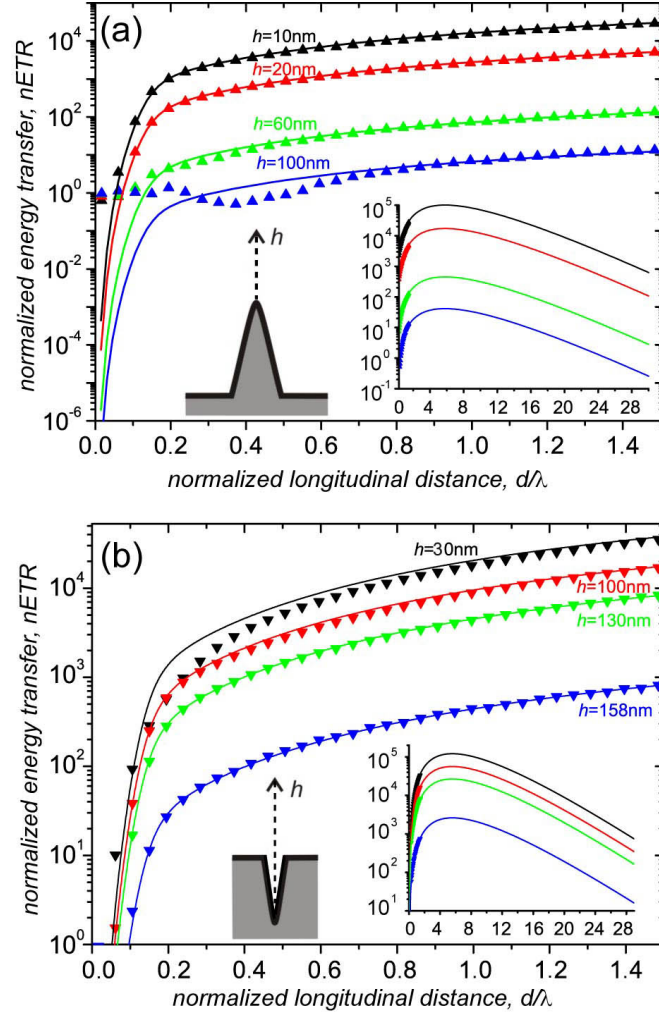 (a)
h=10nm
h=20nm
h=60nm
h=100nm
normalized energy transfer, nETR
10^4
10^2
10^0
10^-2
10^-4
10^-6
h
10^5
10^4
10^3
10^2
10^1
10^0
10^-1
0 4 8 12 16 20 24 28
0.0 0.2 0.4 0.6 0.8 1.0 1.2 1.4
normalized longitudinal distance, d/λ
(b)
h=30nm
h=100nm
h=130nm
h=158nm
normalized energy transfer, nETR
10^4
10^3
10^2
10^1
10^0
h
10^5
10^4
10^3
10^2
10^1
0 4 8 12 16 20 24 28
0.0 0.2 0.4 0.6 0.8 1.0 1.2 1.4
normalized longitudinal distance, d/λ